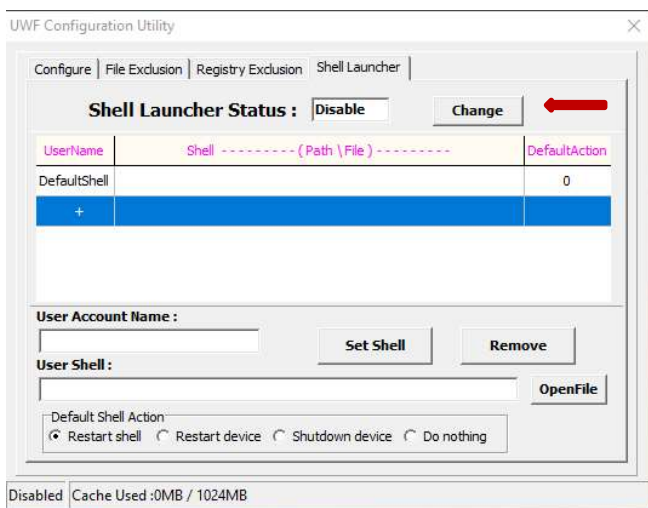 UWF Configuration Utility
Configure File Exclusion Registry Exclusion Shell Launcher
Shell Launcher Status : Disable Change
UserName Shell - - - - - - - - - ( Path \ File ) - - - - - - - - - DefaultAction
DefaultShell 0
+
User Account Name :
Set Shell Remove
User Shell :
OpenFile
Default Shell Action
Restart shell Restart device Shutdown device Do nothing
Disabled Cache Used :0MB / 1024MB